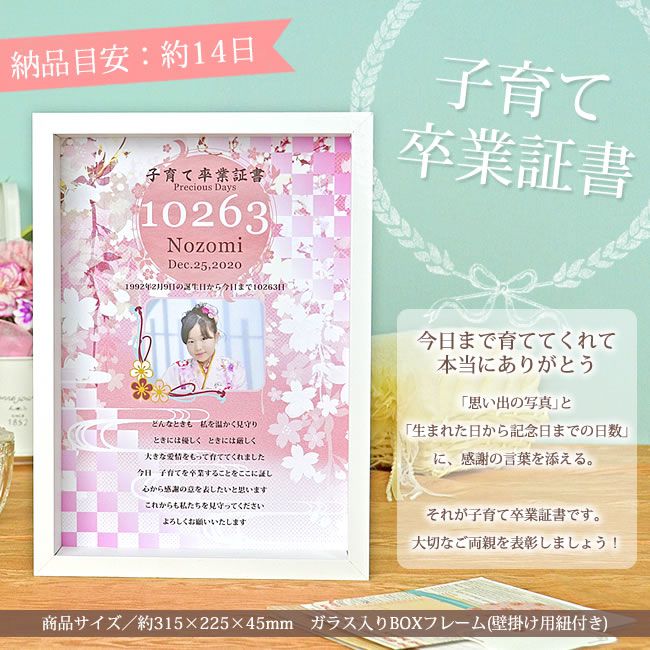 納品目安：約14日
子育て
卒業証書
子育て卒業証書
Precious Days
10263
Nozomi
Dec.25,2020
1992年2月9日の誕生日から今日まで10263日
どんなときも　私を温かく見守り
ときには優しく　ときには厳しく
大きな愛情をもって育ててくれました
今日　子育てを卒業することをここに証し
心から感謝の意を表したいと思います
これからも私たちを見守ってください
よろしくお願いいたします
今日まで育ててくれて
本当にありがとう
「思い出の写真」と
「生まれた日から記念日までの日数」
に、感謝の言葉を添える。
それが子育て卒業証書です。
大切なご両親を表彰しましょう！
1862
商品サイズ／約315×225×45mm　ガラス入りBOXフレーム(壁掛け用紐付き)